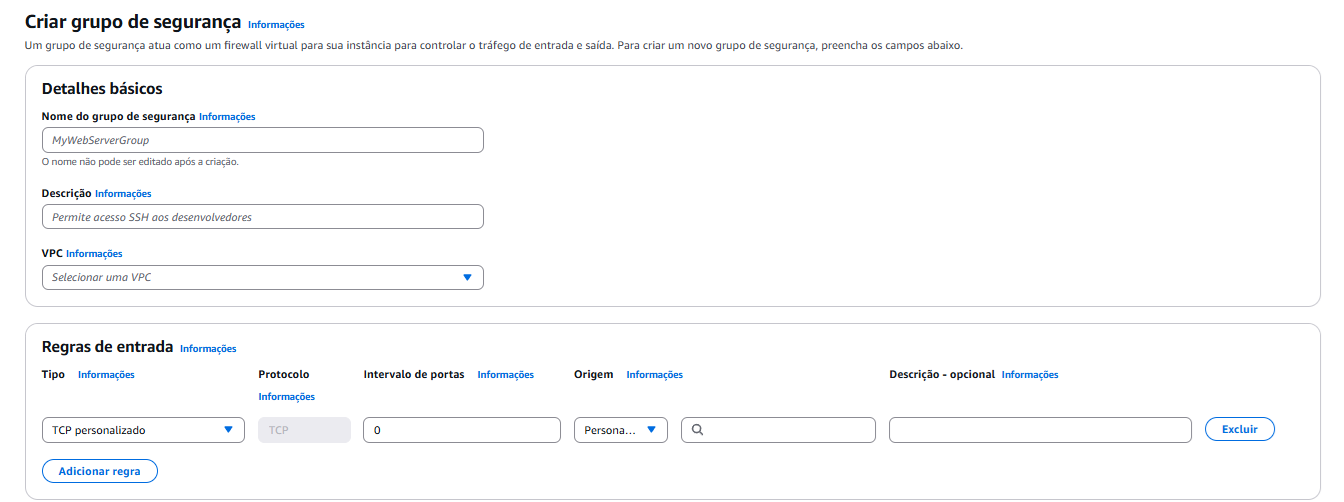 Criar grupo de segurança Informações
Um grupo de segurança atua como um firewall virtual para sua instância para controlar o tráfego de entrada e saída. Para criar um novo grupo de segurança, preencha os campos abaixo.
Detalhes básicos
Nome do grupo de segurança Informações
MyWebServerGroup
O nome não pode ser editado após a criação.
Descrição Informações
Permite acesso SSH aos desenvolvedores
VPC Informações
Selecionar uma VPC
Regras de entrada Informações
Tipo Informações Protocolo Intervalo de portas Informações Origem Informações Descrição - opcional Informações
Informações
TCP personalizado TCP 0 Persona... Excluir
Adicionar regra